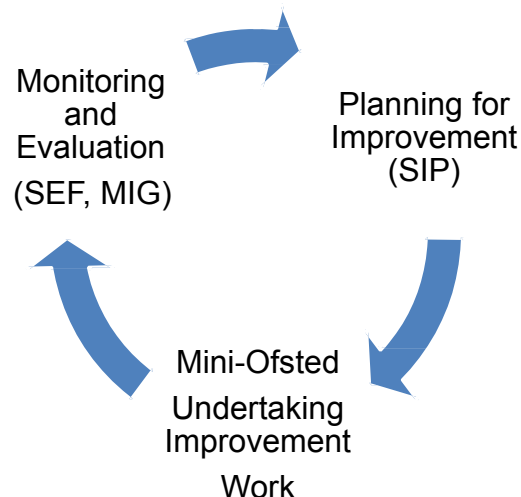 Monitoring
and
Evaluation
(SEF, MIG)
Planning for
Improvement
(SIP)
Mini-Ofsted
Undertaking
Improvement
Work